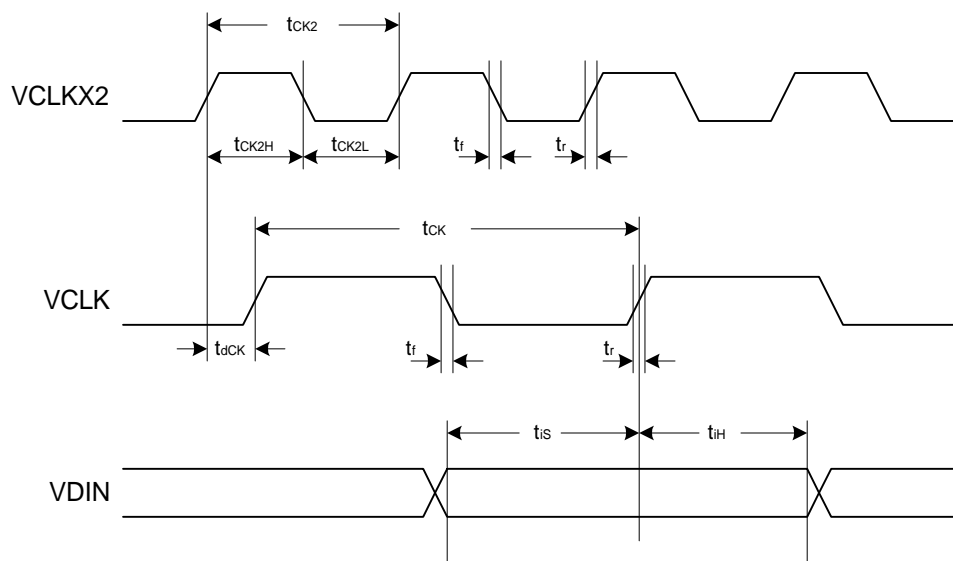 tCK2
VCLKX2
tCK2H
tCK2L
tf
tr
tCK
VCLK
tdCK
tf
tr
tiS
tiH
VDIN